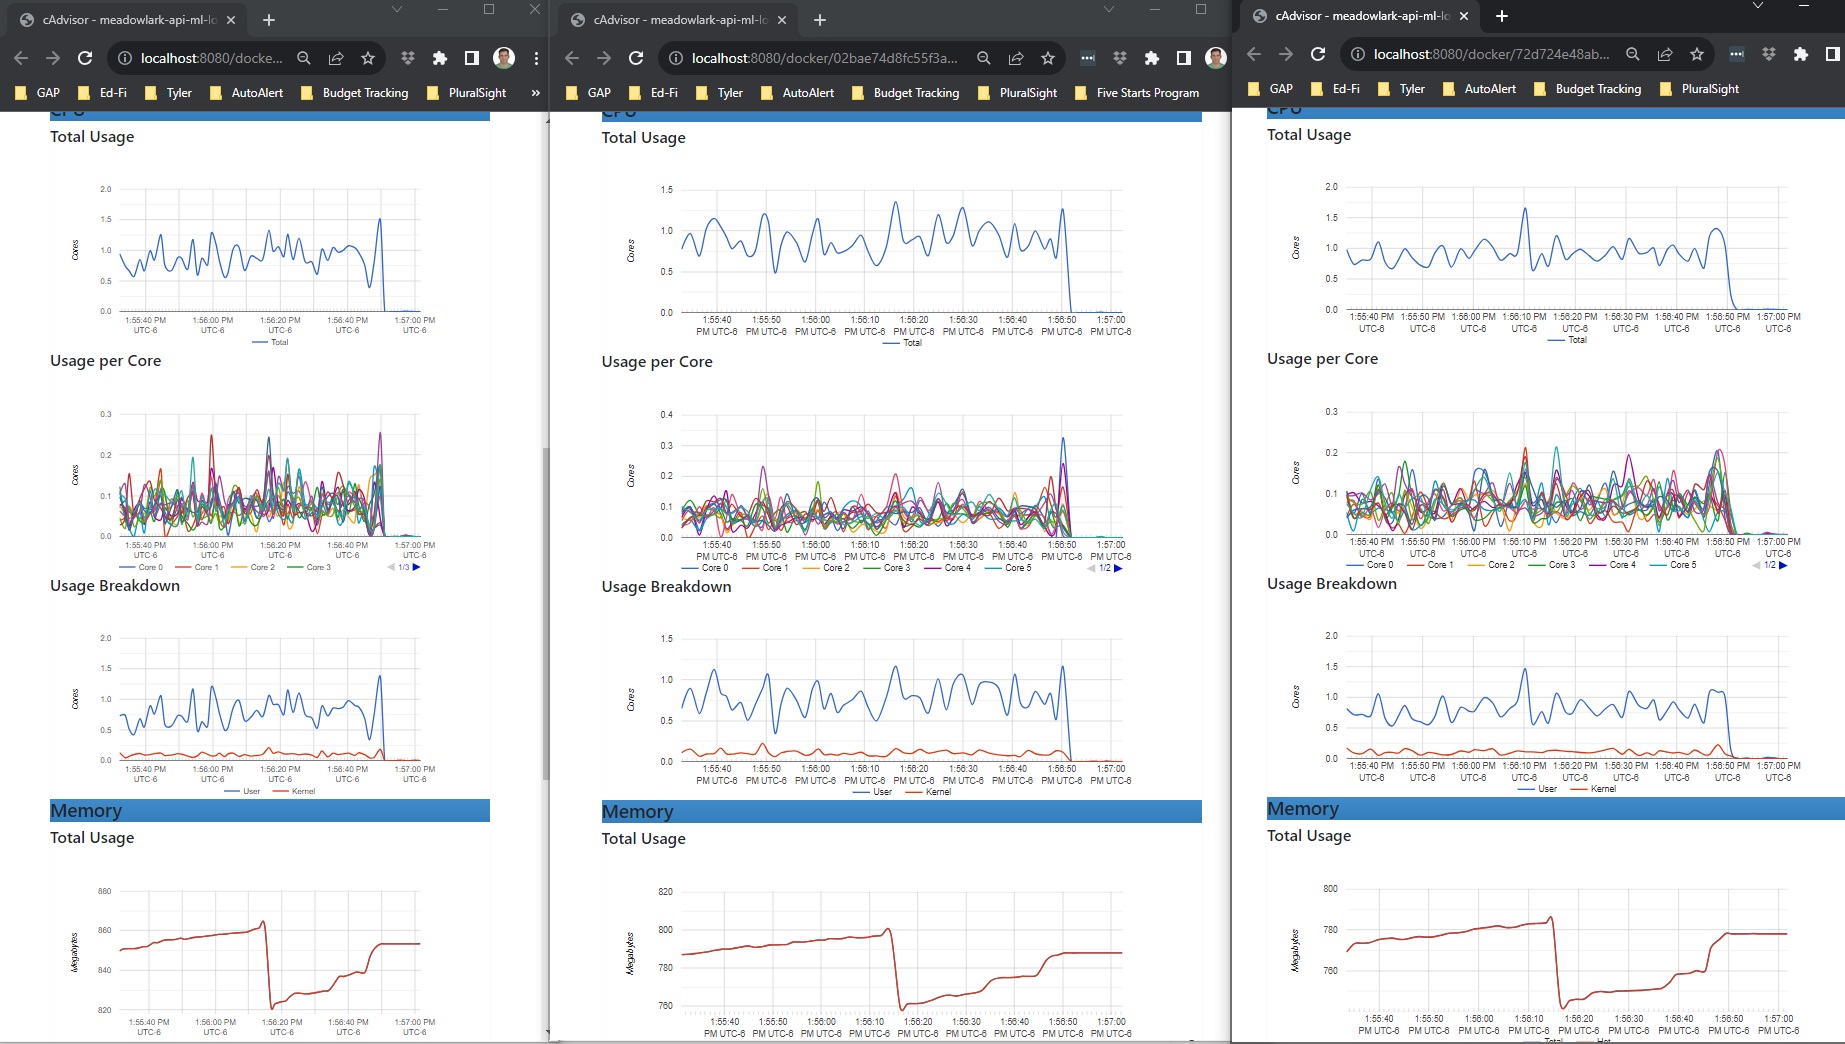 cAdvisor - meadowlark-api-ml-lo
localhost:8080/docke...
GAP Ed-Fi Tyler AutoAlert Budget Tracking PluralSight »
CPU
Total Usage
2.0
1.5
1.0
0.5
0.0
Cores
1:55:40 PM 1:56:00 PM 1:56:20 PM 1:56:40 PM 1:57:00 PM
UTC-6 UTC-6 UTC-6 UTC-6 UTC-6
Total
Usage per Core
0.3
0.2
0.1
0.0
Cores
1:55:40 PM 1:56:00 PM 1:56:20 PM 1:56:40 PM 1:57:00 PM
UTC-6 UTC-6 UTC-6 UTC-6 UTC-6
Core 0 Core 1 Core 2 Core 3 1/3
Usage Breakdown
2.0
1.5
1.0
0.5
0.0
Cores
1:55:40 PM 1:56:00 PM 1:56:20 PM 1:56:40 PM 1:57:00 PM
UTC-6 UTC-6 UTC-6 UTC-6 UTC-6
User Kernel
Memory
Total Usage
880
860
840
820
Megabytes
1:55:40 PM 1:56:00 PM 1:56:20 PM 1:56:40 PM 1:57:00 PM
UTC-6 UTC-6 UTC-6 UTC-6 UTC-6
cAdvisor - meadowlark-api-ml-lo
localhost:8080/docker/02bae74d8fc55f3a...
GAP Ed-Fi Tyler AutoAlert Budget Tracking PluralSight Five Starts Program
CPU
Total Usage
1.5
1.0
0.5
0.0
Cores
1:55:40 1:55:50 1:56:00 1:56:10 1:56:20 1:56:30 1:56:40 1:56:50 1:57:00
PM UTC-6 PM UTC-6 PM UTC-6 PM UTC-6 PM UTC-6 PM UTC-6 PM UTC-6 PM UTC-6 PM UTC-6
Total
Usage per Core
0.4
0.3
0.2
0.1
0.0
Cores
1:55:40 1:55:50 1:56:00 1:56:10 1:56:20 1:56:30 1:56:40 1:56:50 1:57:00
PM UTC-6 PM UTC-6 PM UTC-6 PM UTC-6 PM UTC-6 PM UTC-6 PM UTC-6 PM UTC-6 PM UTC-6
Core 0 Core 1 Core 2 Core 3 Core 4 Core 5 1/2
Usage Breakdown
1.5
1.0
0.5
0.0
Cores
1:55:40 1:55:50 1:56:00 1:56:10 1:56:20 1:56:30 1:56:40 1:56:50 1:57:00
PM UTC-6 PM UTC-6 PM UTC-6 PM UTC-6 PM UTC-6 PM UTC-6 PM UTC-6 PM UTC-6 PM UTC-6
User Kernel
Memory
Total Usage
820
800
780
760
Megabytes
1:55:40 1:55:50 1:56:00 1:56:10 1:56:20 1:56:30 1:56:40 1:56:50 1:57:00
PM UTC-6 PM UTC-6 PM UTC-6 PM UTC-6 PM UTC-6 PM UTC-6 PM UTC-6 PM UTC-6 PM UTC-6
cAdvisor - meadowlark-api-ml-lo
localhost:8080/docker/72d724e48ab...
GAP Ed-Fi Tyler AutoAlert Budget Tracking PluralSight
CPU
Total Usage
2.0
1.5
1.0
0.5
0.0
Cores
1:55:40 PM 1:55:50 PM 1:56:00 PM 1:56:10 PM 1:56:20 PM 1:56:30 PM 1:56:40 PM 1:56:50 PM 1:57:00 PM
UTC-6 UTC-6 UTC-6 UTC-6 UTC-6 UTC-6 UTC-6 UTC-6 UTC-6
Total
Usage per Core
0.3
0.2
0.1
0.0
Cores
1:55:40 PM 1:55:50 PM 1:56:00 PM 1:56:10 PM 1:56:20 PM 1:56:30 PM 1:56:40 PM 1:56:50 PM 1:57:00 PM
UTC-6 UTC-6 UTC-6 UTC-6 UTC-6 UTC-6 UTC-6 UTC-6 UTC-6
Core 0 Core 1 Core 2 Core 3 Core 4 Core 5 1/2
Usage Breakdown
2.0
1.5
1.0
0.5
0.0
Cores
1:55:40 PM 1:55:50 PM 1:56:00 PM 1:56:10 PM 1:56:20 PM 1:56:30 PM 1:56:40 PM 1:56:50 PM 1:57:00 PM
UTC-6 UTC-6 UTC-6 UTC-6 UTC-6 UTC-6 UTC-6 UTC-6 UTC-6
User Kernel
Memory
Total Usage
800
780
760
Megabytes
1:55:40 1:55:50 1:56:00 1:56:10 1:56:20 1:56:30 1:56:40 1:56:50 1:57:00
PM UTC-6 PM UTC-6 PM UTC-6 PM UTC-6 PM UTC-6 PM UTC-6 PM UTC-6 PM UTC-6 PM UTC-6
Total Hot